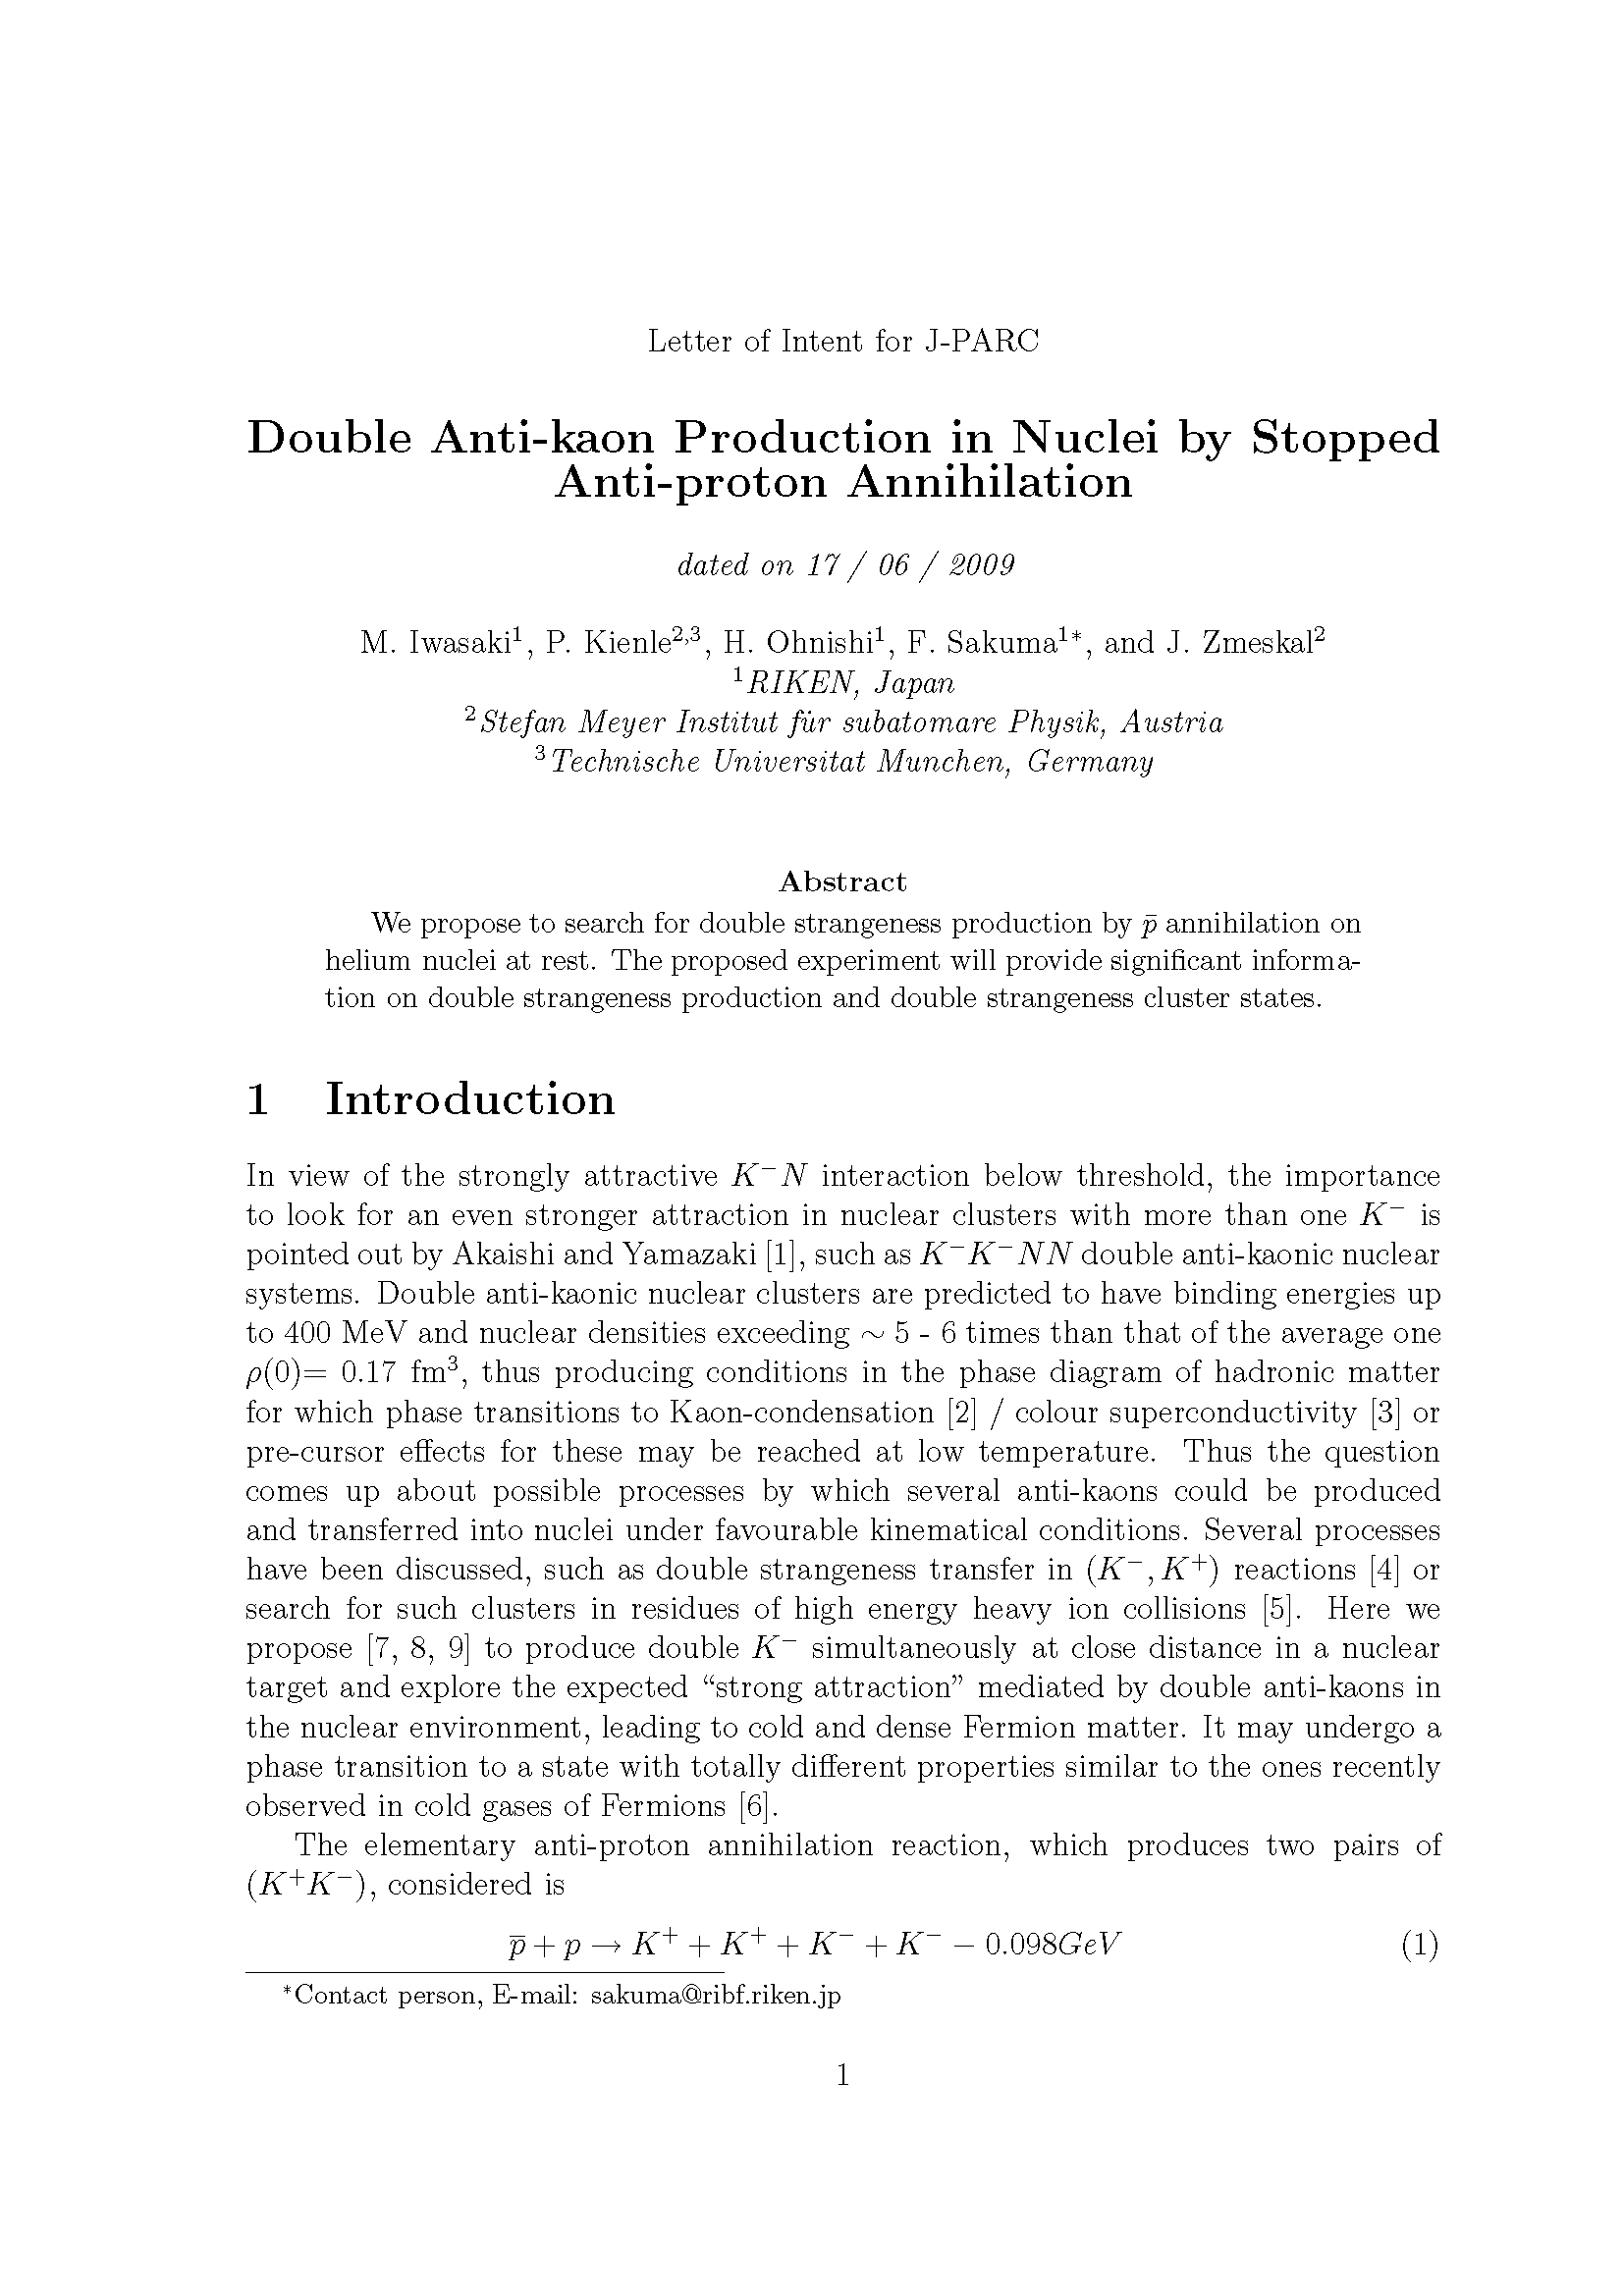 Letter of Intent for J-PARC
Double Anti-kaon Production in Nuclei by Stopped
Anti-proton Annihilation
dated on 17 / 06 / 2009
M. Iwasaki¹, P. Kienle²,³, H. Ohnishi¹, F. Sakuma¹*, and J. Zmeskal²
¹RIKEN, Japan
²Stefan Meyer Institut für subatomare Physik, Austria
³Technische Universitat Munchen, Germany
Abstract
We propose to search for double strangeness production by p̄ annihilation on
helium nuclei at rest. The proposed experiment will provide significant informa-
tion on double strangeness production and double strangeness cluster states.
1 Introduction
In view of the strongly attractive K⁻N interaction below threshold, the importance
to look for an even stronger attraction in nuclear clusters with more than one K⁻ is
pointed out by Akaishi and Yamazaki [1], such as K⁻K⁻NN double anti-kaonic nuclear
systems. Double anti-kaonic nuclear clusters are predicted to have binding energies up
to 400 MeV and nuclear densities exceeding ∼ 5 - 6 times than that of the average one
ρ(0)= 0.17 fm³, thus producing conditions in the phase diagram of hadronic matter
for which phase transitions to Kaon-condensation [2] / colour superconductivity [3] or
pre-cursor effects for these may be reached at low temperature. Thus the question
comes up about possible processes by which several anti-kaons could be produced
and transferred into nuclei under favourable kinematical conditions. Several processes
have been discussed, such as double strangeness transfer in (K⁻, K⁺) reactions [4] or
search for such clusters in residues of high energy heavy ion collisions [5]. Here we
propose [7, 8, 9] to produce double K⁻ simultaneously at close distance in a nuclear
target and explore the expected “strong attraction” mediated by double anti-kaons in
the nuclear environment, leading to cold and dense Fermion matter. It may undergo a
phase transition to a state with totally different properties similar to the ones recently
observed in cold gases of Fermions [6].
The elementary anti-proton annihilation reaction, which produces two pairs of
(K⁺K⁻), considered is
p̄ + p → K⁺ + K⁺ + K⁻ + K⁻ − 0.098GeV (1)
*Contact person, E-mail: sakuma@ribf.riken.jp
1